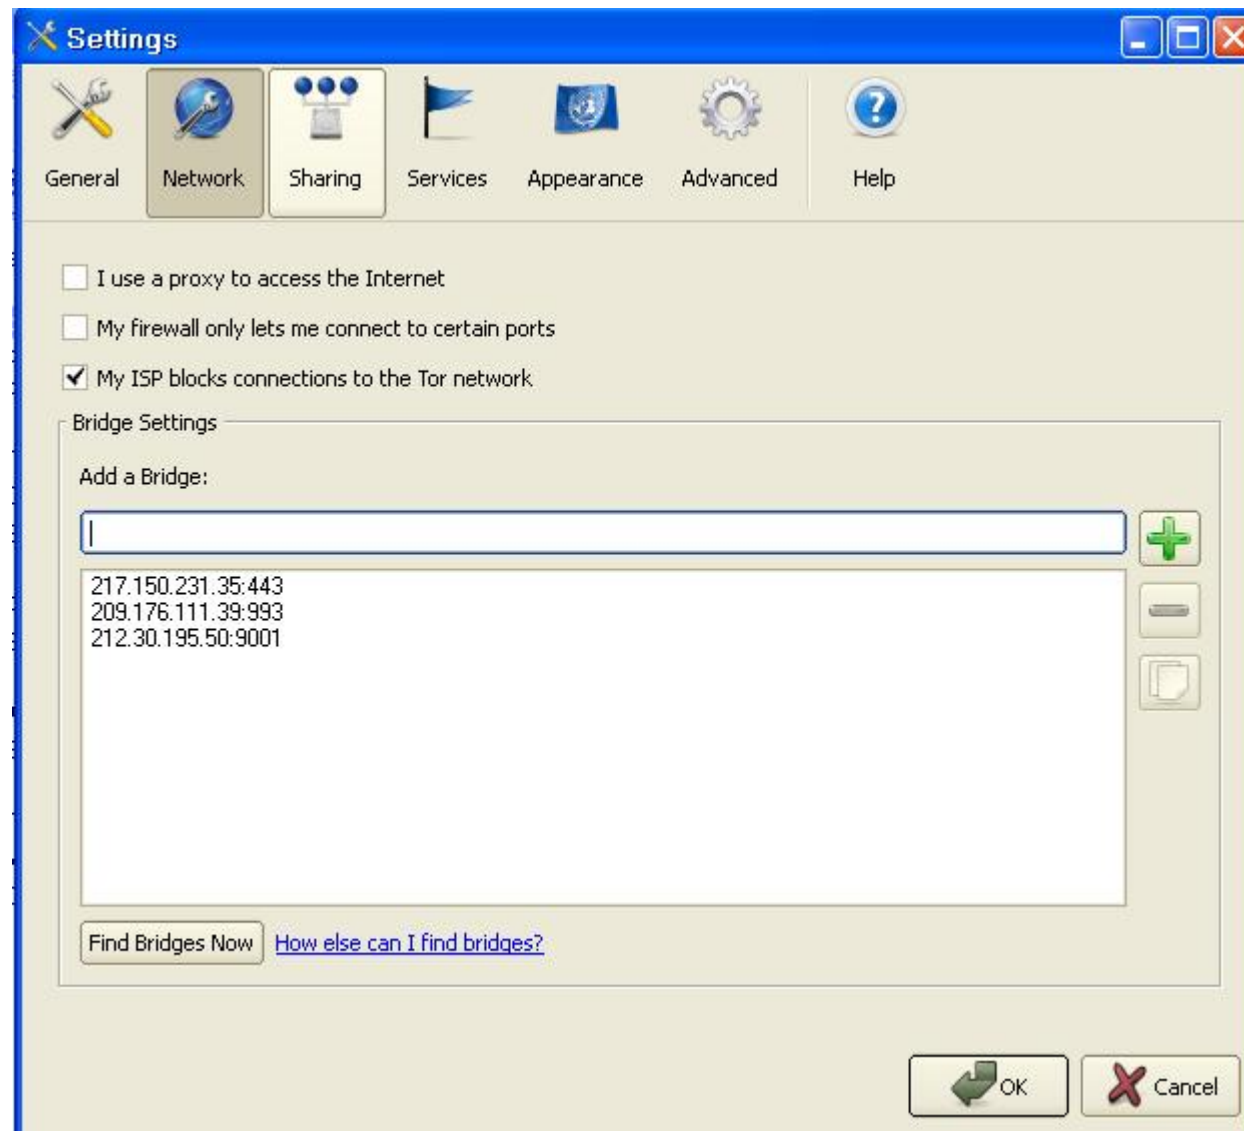 Settings
General
Network
Sharing
Services
Appearance
Advanced
Help
I use a proxy to access the Internet
My firewall only lets me connect to certain ports
My ISP blocks connections to the Tor network
Bridge Settings
Add a Bridge:
217.150.231.35:443
209.176.111.39:993
212.30.195.50:9001
Find Bridges Now How else can I find bridges?
OK
Cancel